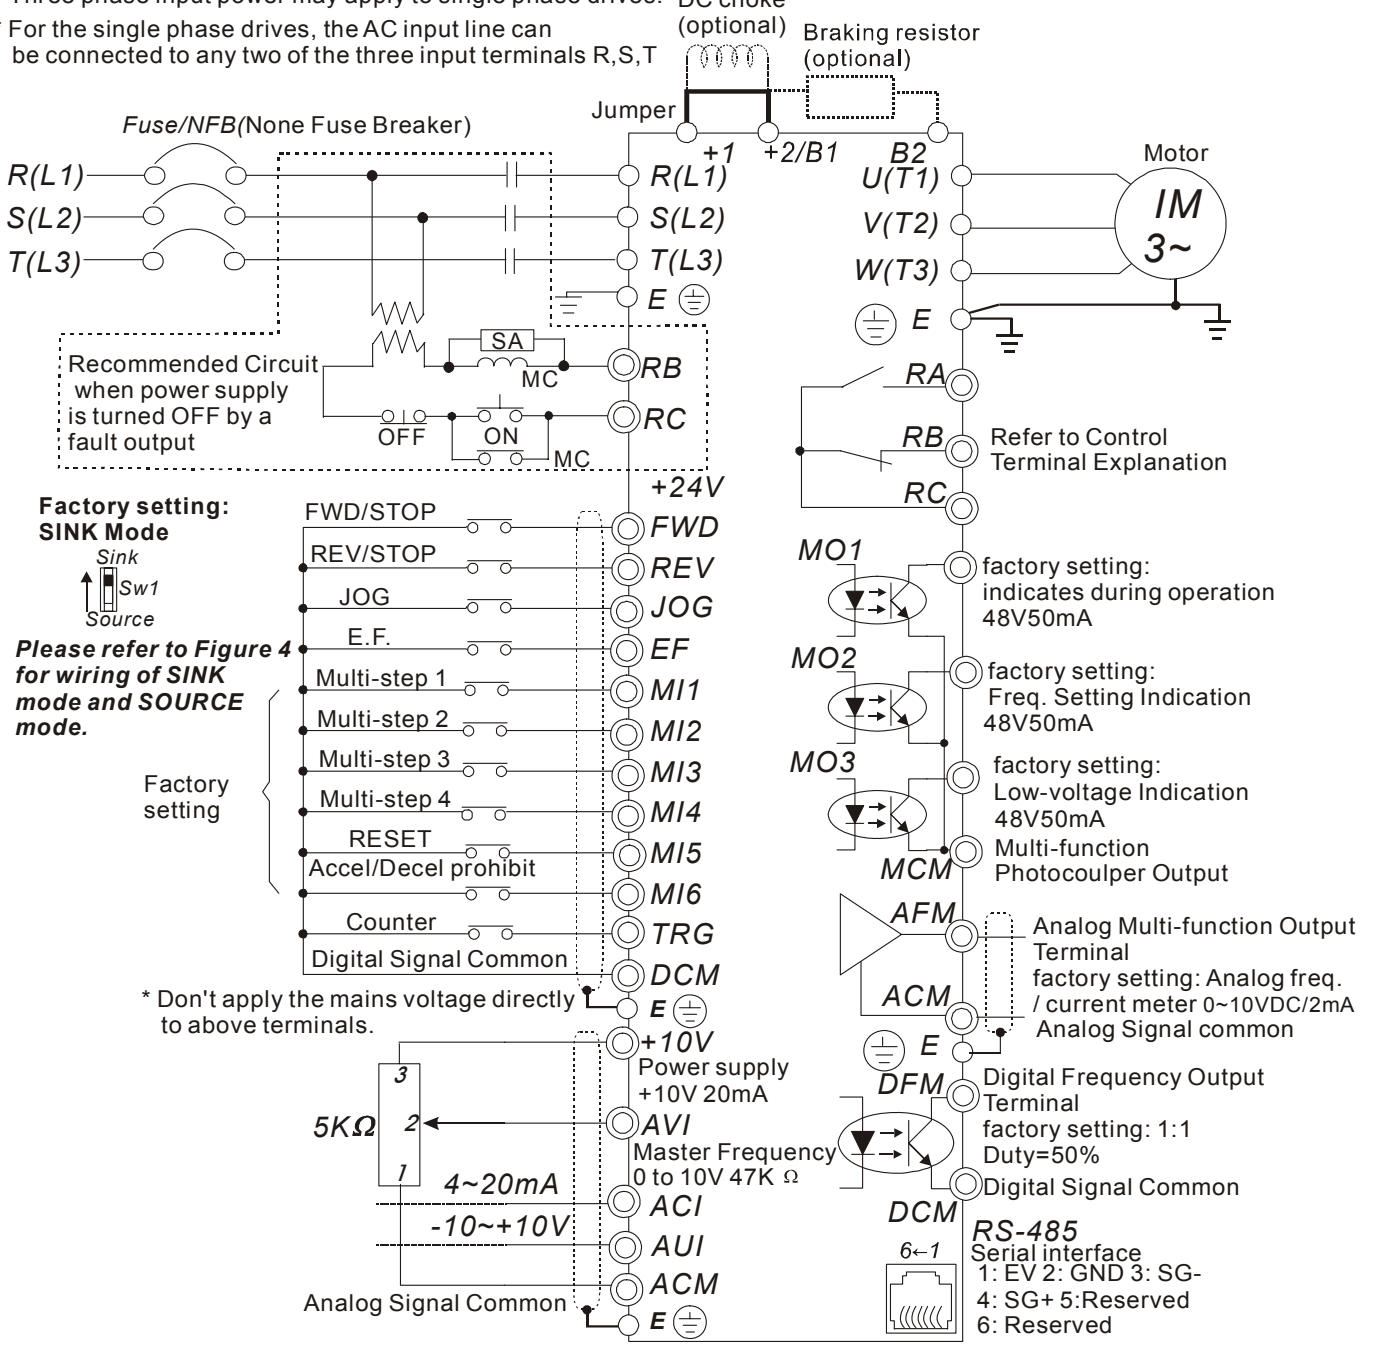 Three phase input power may apply to single phase drives.
* For the single phase drives, the AC input line can
be connected to any two of the three input terminals R,S,T
DC choke
(optional)
Braking resistor
(optional)
Jumper
Fuse/NFB(None Fuse Breaker)
+1
+2/B1
B2
R(L1)
S(L2)
T(L3)
R(L1)
S(L2)
T(L3)
E
U(T1)
V(T2)
W(T3)
E
Motor
IM
3~
Recommended Circuit
when power supply
is turned OFF by a
fault output
SA
MC
RB
OFF
ON
MC
RC
RA
RB
RC
Refer to Control
Terminal Explanation
+24V
Factory setting:
SINK Mode
Sink
Sw1
Source
Please refer to Figure 4
for wiring of SINK
mode and SOURCE
mode.
Factory
setting
FWD/STOP
FWD
REV/STOP
REV
JOG
JOG
E.F.
EF
Multi-step 1
MI1
Multi-step 2
MI2
Multi-step 3
MI3
Multi-step 4
MI4
RESET
MI5
Accel/Decel prohibit
MI6
Counter
TRG
Digital Signal Common
DCM
E
* Don't apply the mains voltage directly
to above terminals.
MO1
factory setting:
indicates during operation
48V50mA
MO2
factory setting:
Freq. Setting Indication
48V50mA
MO3
factory setting:
Low-voltage Indication
48V50mA
MCM
Multi-function
Photocoulper Output
AFM
Analog Multi-function Output
Terminal
factory setting: Analog freq.
/ current meter 0~10VDC/2mA
ACM
Analog Signal common
E
+10V
Power supply
+10V 20mA
3
5KΩ
2
1
AVI
Master Frequency
0 to 10V 47K Ω
4~20mA
ACI
-10~+10V
AUI
ACM
Analog Signal Common
E
DFM
Digital Frequency Output
Terminal
factory setting: 1:1
Duty=50%
DCM
Digital Signal Common
RS-485
Serial interface
6←1
1: EV 2: GND 3: SG-
4: SG+ 5:Reserved
6: Reserved